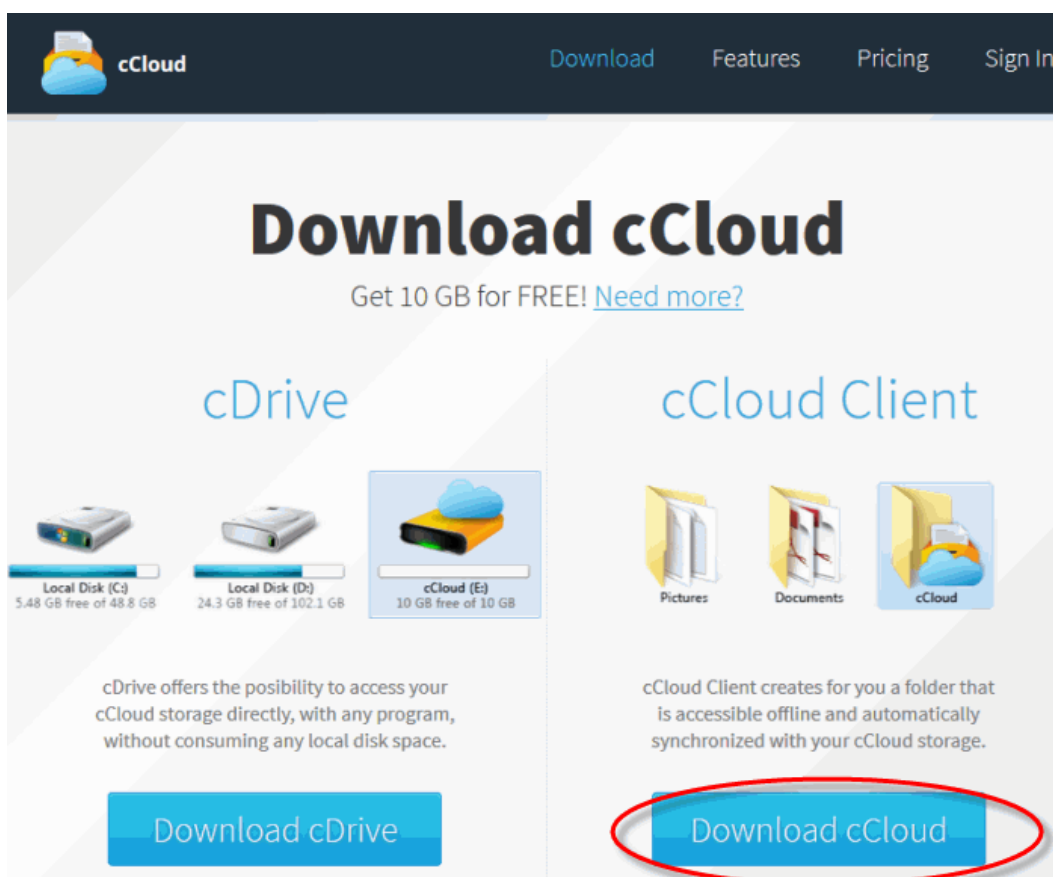 cCloud
Download Features Pricing Sign In
Download cCloud
Get 10 GB for FREE! Need more?
cDrive
Local Disk (C:)
5.48 GB free of 48.8 GB
Local Disk (D:)
24.3 GB free of 102.1 GB
cCloud (E:)
10 GB free of 10 GB
cDrive offers the posibility to access your
cCloud storage directly, with any program,
without consuming any local disk space.
Download cDrive
cCloud Client
Pictures
Documents
cCloud
cCloud Client creates for you a folder that
is accessible offline and automatically
synchronized with your cCloud storage.
Download cCloud